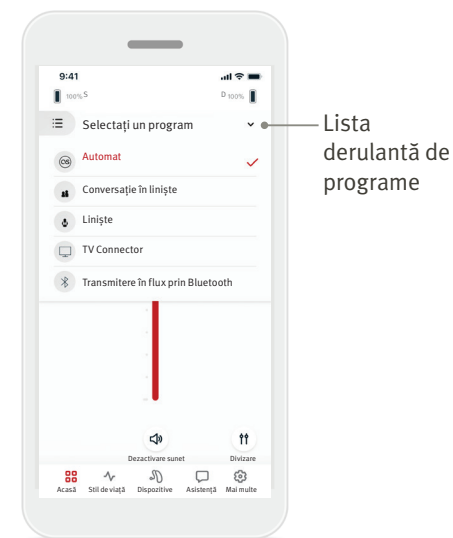 9:41
100% S
D 100%
Selectați un program
Automat
Conversație în liniște
Liniște
TV Connector
Transmitere în flux prin Bluetooth
Dezactivare sunet
Divizare
Acasă
Stil de viață
Dispozitive
Asistență
Mai multe
Lista
derulantă de
programe